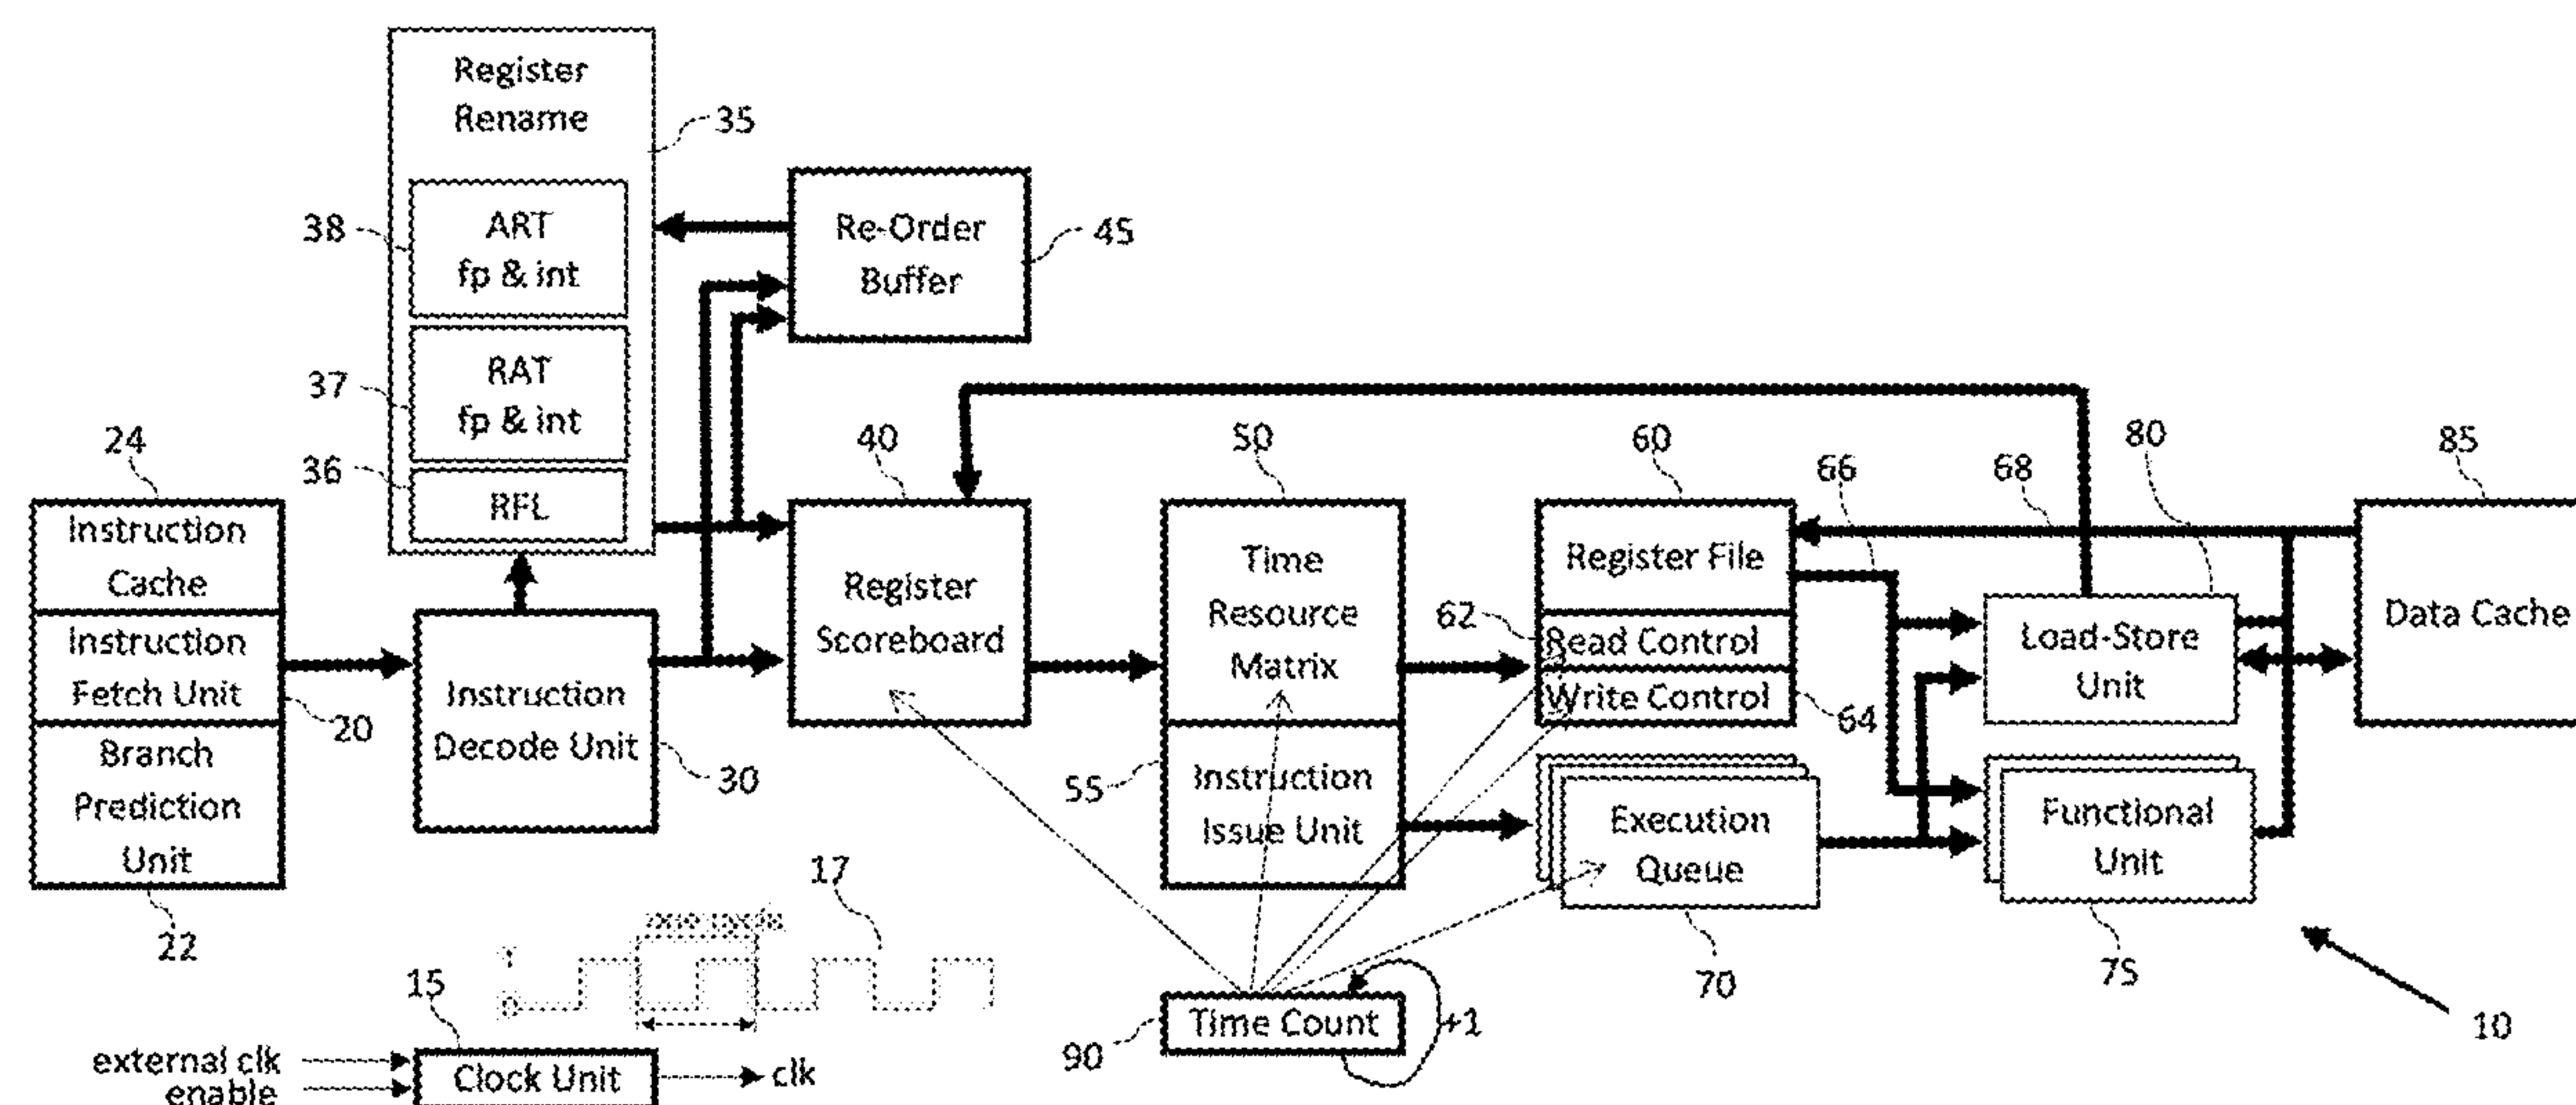 Register
Rename
35
38
ART
fp & int
Re-Order
Buffer
45
37
RAT
fp & int
36
RFL
24
Instruction
Cache
Instruction
Fetch Unit
20
Branch
Prediction
Unit
22
Instruction
Decode Unit
30
40
Register
Scoreboard
50
Time
Resource
Matrix
55
Instruction
Issue Unit
60
Register File
62
Read Control
Write Control
64
66
68
80
Load-Store
Unit
85
Data Cache
Execution
Queue
70
Functional
Unit
75
10
17
1
0
15
external clk
enable
Clock Unit
clk
90
Time Count
+1